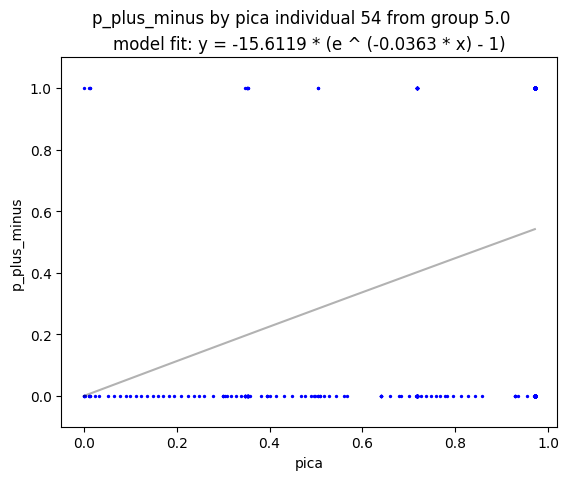 p_plus_minus by pica individual 54 from group 5.0
model fit: y = -15.6119 * (e ^ (-0.0363 * x) - 1)
1.0
0.8
0.6
0.4
0.2
0.0
p_plus_minus
0.0 0.2 0.4 0.6 0.8 1.0
pica